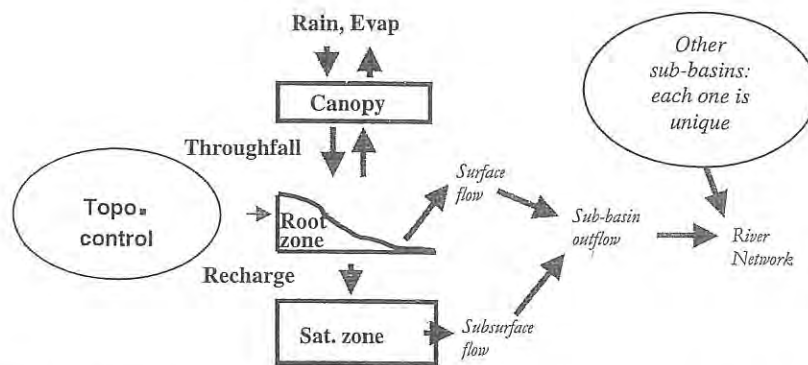 Rain, Evap
Canopy
Throughfall
Other
sub-basins:
each one is
unique
Topo.
control
Root
zone
Surface
flow
Sub-basin
outflow
River
Network
Recharge
Sat. zone
Subsurface
flow